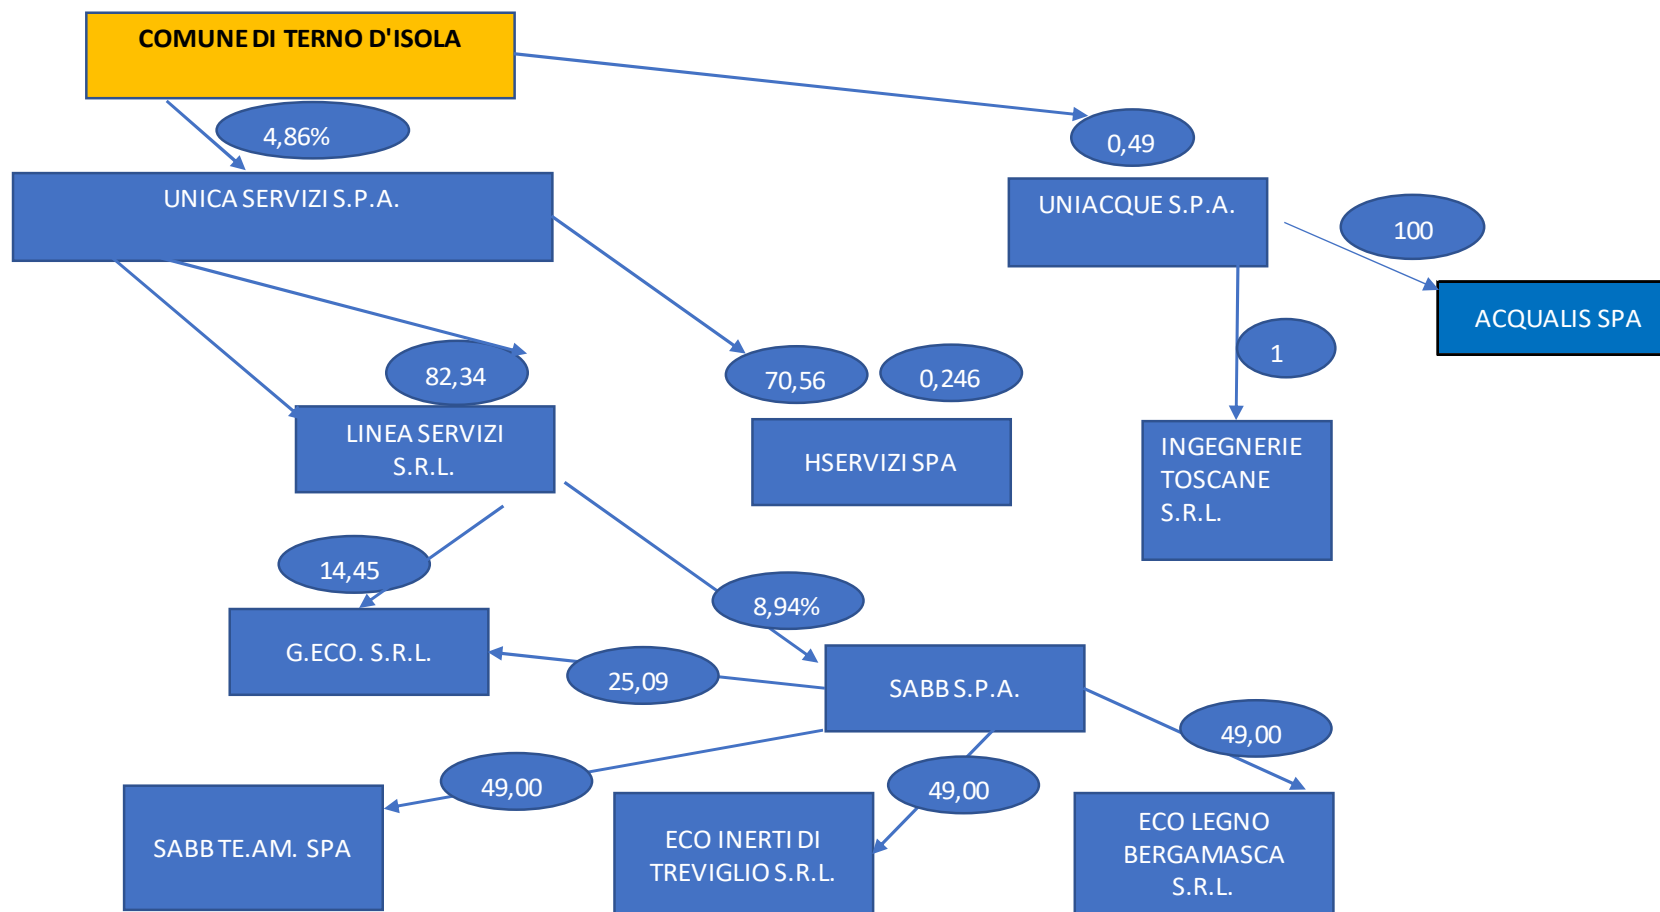 COMUNE DI TERNO D'ISOLA
4,86%
0,49
UNICA SERVIZI S.P.A.
UNIACQUE S.P.A.
100
ACQUALIS SPA
82,34
70,56
0,246
1
LINEA SERVIZI
S.R.L.
HSERVIZI SPA
INGEGNERIE
TOSCANE
S.R.L.
14,45
8,94%
G.ECO. S.R.L.
25,09
SABB S.P.A.
49,00
49,00
49,00
SABB TE.AM. SPA
ECO INERTI DI
TREVIGLIO S.R.L.
ECO LEGNO
BERGAMASCA
S.R.L.